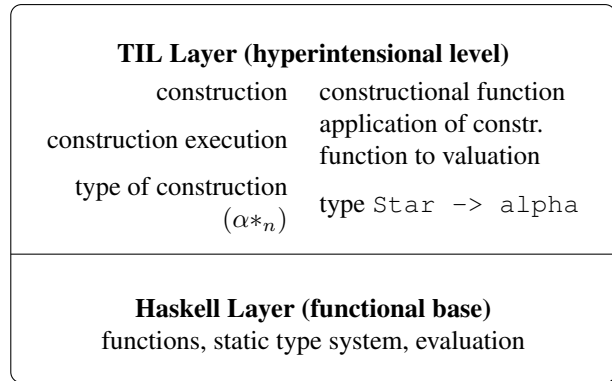 TIL Layer (hyperintensional level)
construction constructional function
construction execution application of constr. function to valuation
type of construction (α*ₙ) type Star -> alpha
Haskell Layer (functional base)
functions, static type system, evaluation